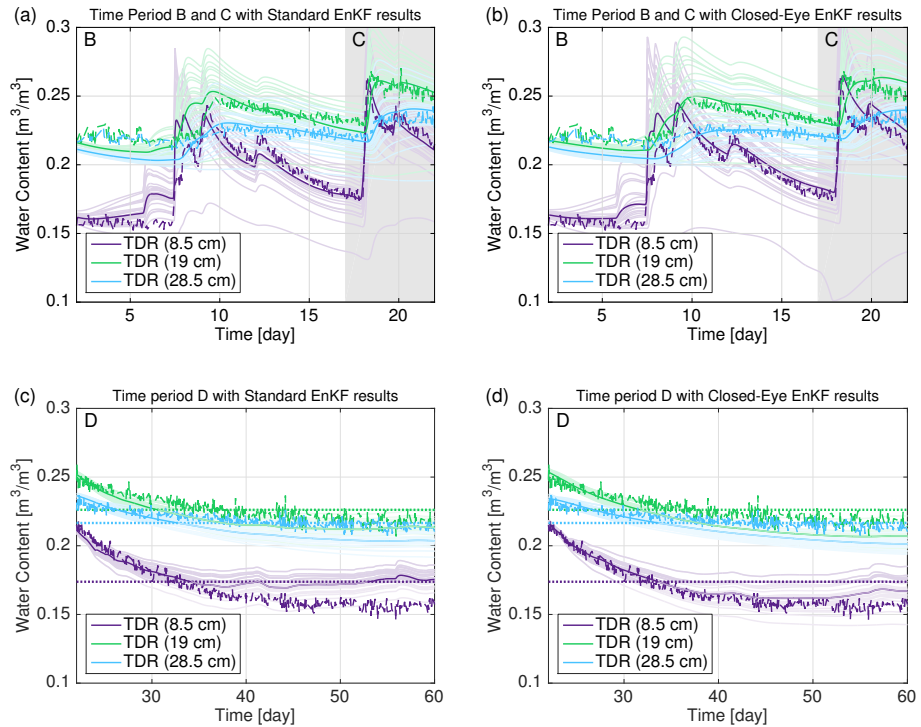 (a)
Time Period B and C with Standard EnKF results
B
C
0.3
0.25
0.2
0.15
0.1
Water Content [m³/m³]
TDR (8.5 cm)
TDR (19 cm)
TDR (28.5 cm)
5
10
15
20
Time [day]
(b)
Time Period B and C with Closed-Eye EnKF results
B
C
0.3
0.25
0.2
0.15
0.1
Water Content [m³/m³]
TDR (8.5 cm)
TDR (19 cm)
TDR (28.5 cm)
5
10
15
20
Time [day]
(c)
Time period D with Standard EnKF results
D
0.3
0.25
0.2
0.15
0.1
Water Content [m³/m³]
TDR (8.5 cm)
TDR (19 cm)
TDR (28.5 cm)
30
40
50
60
Time [day]
(d)
Time period D with Closed-Eye EnKF results
D
0.3
0.25
0.2
0.15
0.1
Water Content [m³/m³]
TDR (8.5 cm)
TDR (19 cm)
TDR (28.5 cm)
30
40
50
60
Time [day]